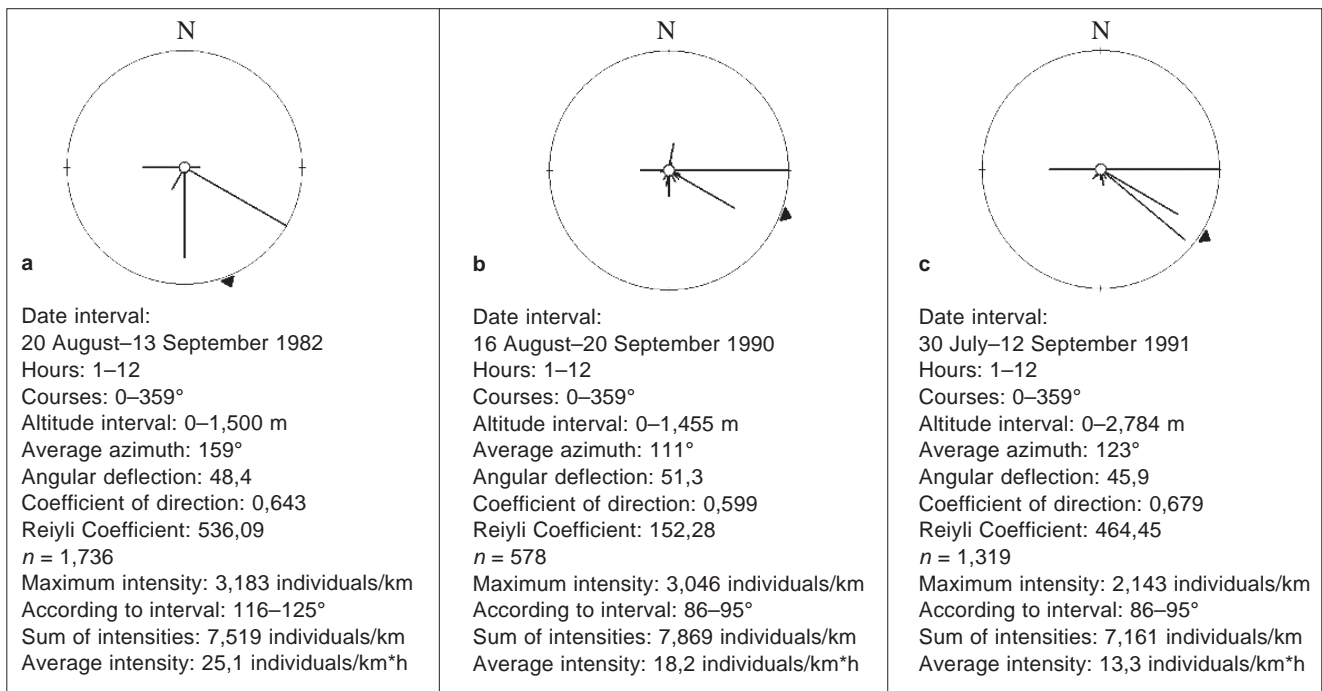 N
a
Date interval:
20 August–13 September 1982
Hours: 1–12
Courses: 0–359°
Altitude interval: 0–1,500 m
Average azimuth: 159°
Angular deflection: 48,4
Coefficient of direction: 0,643
Reiyli Coefficient: 536,09
n = 1,736
Maximum intensity: 3,183 individuals/km
According to interval: 116–125°
Sum of intensities: 7,519 individuals/km
Average intensity: 25,1 individuals/km*h
N
b
Date interval:
16 August–20 September 1990
Hours: 1–12
Courses: 0–359°
Altitude interval: 0–1,455 m
Average azimuth: 111°
Angular deflection: 51,3
Coefficient of direction: 0,599
Reiyli Coefficient: 152,28
n = 578
Maximum intensity: 3,046 individuals/km
According to interval: 86–95°
Sum of intensities: 7,869 individuals/km
Average intensity: 18,2 individuals/km*h
N
c
Date interval:
30 July–12 September 1991
Hours: 1–12
Courses: 0–359°
Altitude interval: 0–2,784 m
Average azimuth: 123°
Angular deflection: 45,9
Coefficient of direction: 0,679
Reiyli Coefficient: 464,45
n = 1,319
Maximum intensity: 2,143 individuals/km
According to interval: 86–95°
Sum of intensities: 7,161 individuals/km
Average intensity: 13,3 individuals/km*h